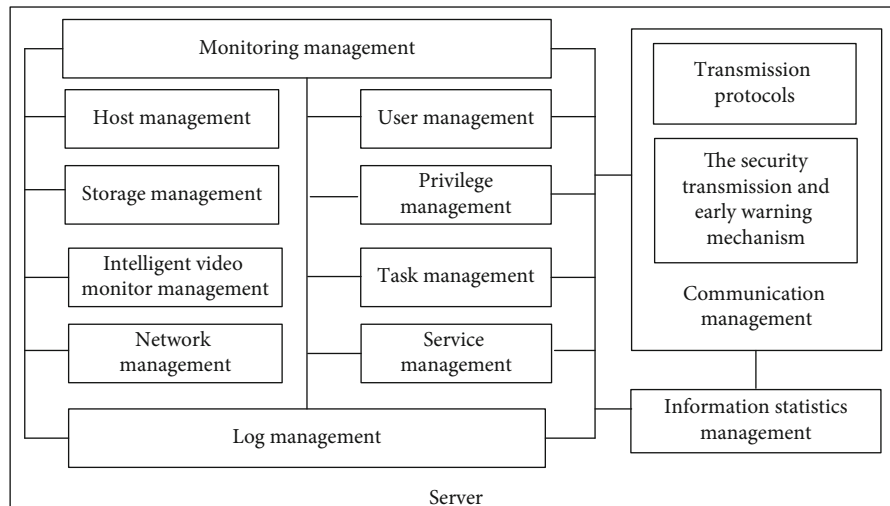 Monitoring management
Host management
User management
Storage management
Privilege
management
Intelligent video
monitor management
Task management
Network
management
Service
management
Log management
Transmission
protocols
The security
transmission and
early warning
mechanism
Communication
management
Information statistics
management
Server